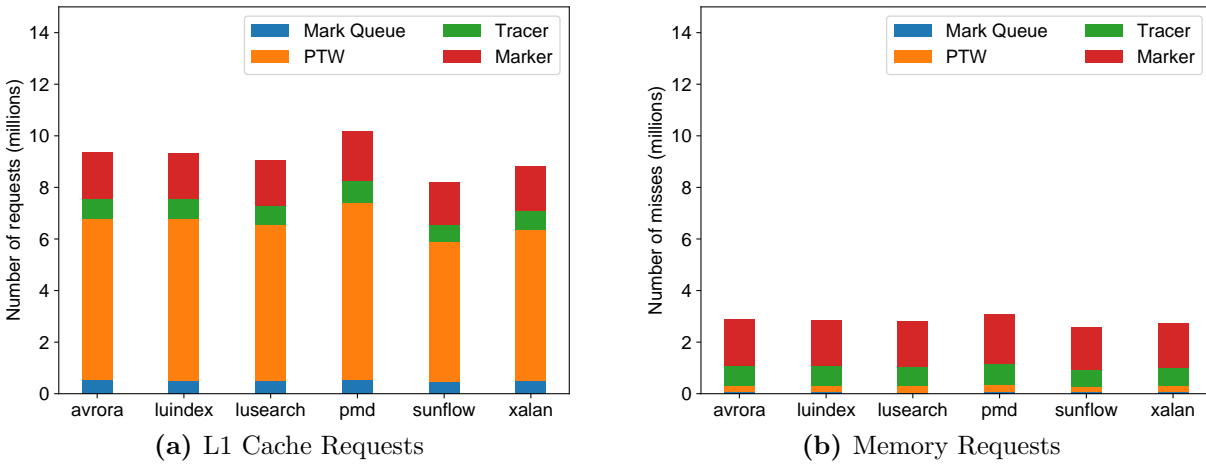 Number of requests (millions)
14
12
10
8
6
4
2
0
Mark Queue
PTW
Tracer
Marker
avrora luindex lusearch pmd sunflow xalan
(a) L1 Cache Requests
Number of misses (millions)
14
12
10
8
6
4
2
0
Mark Queue
PTW
Tracer
Marker
avrora luindex lusearch pmd sunflow xalan
(b) Memory Requests